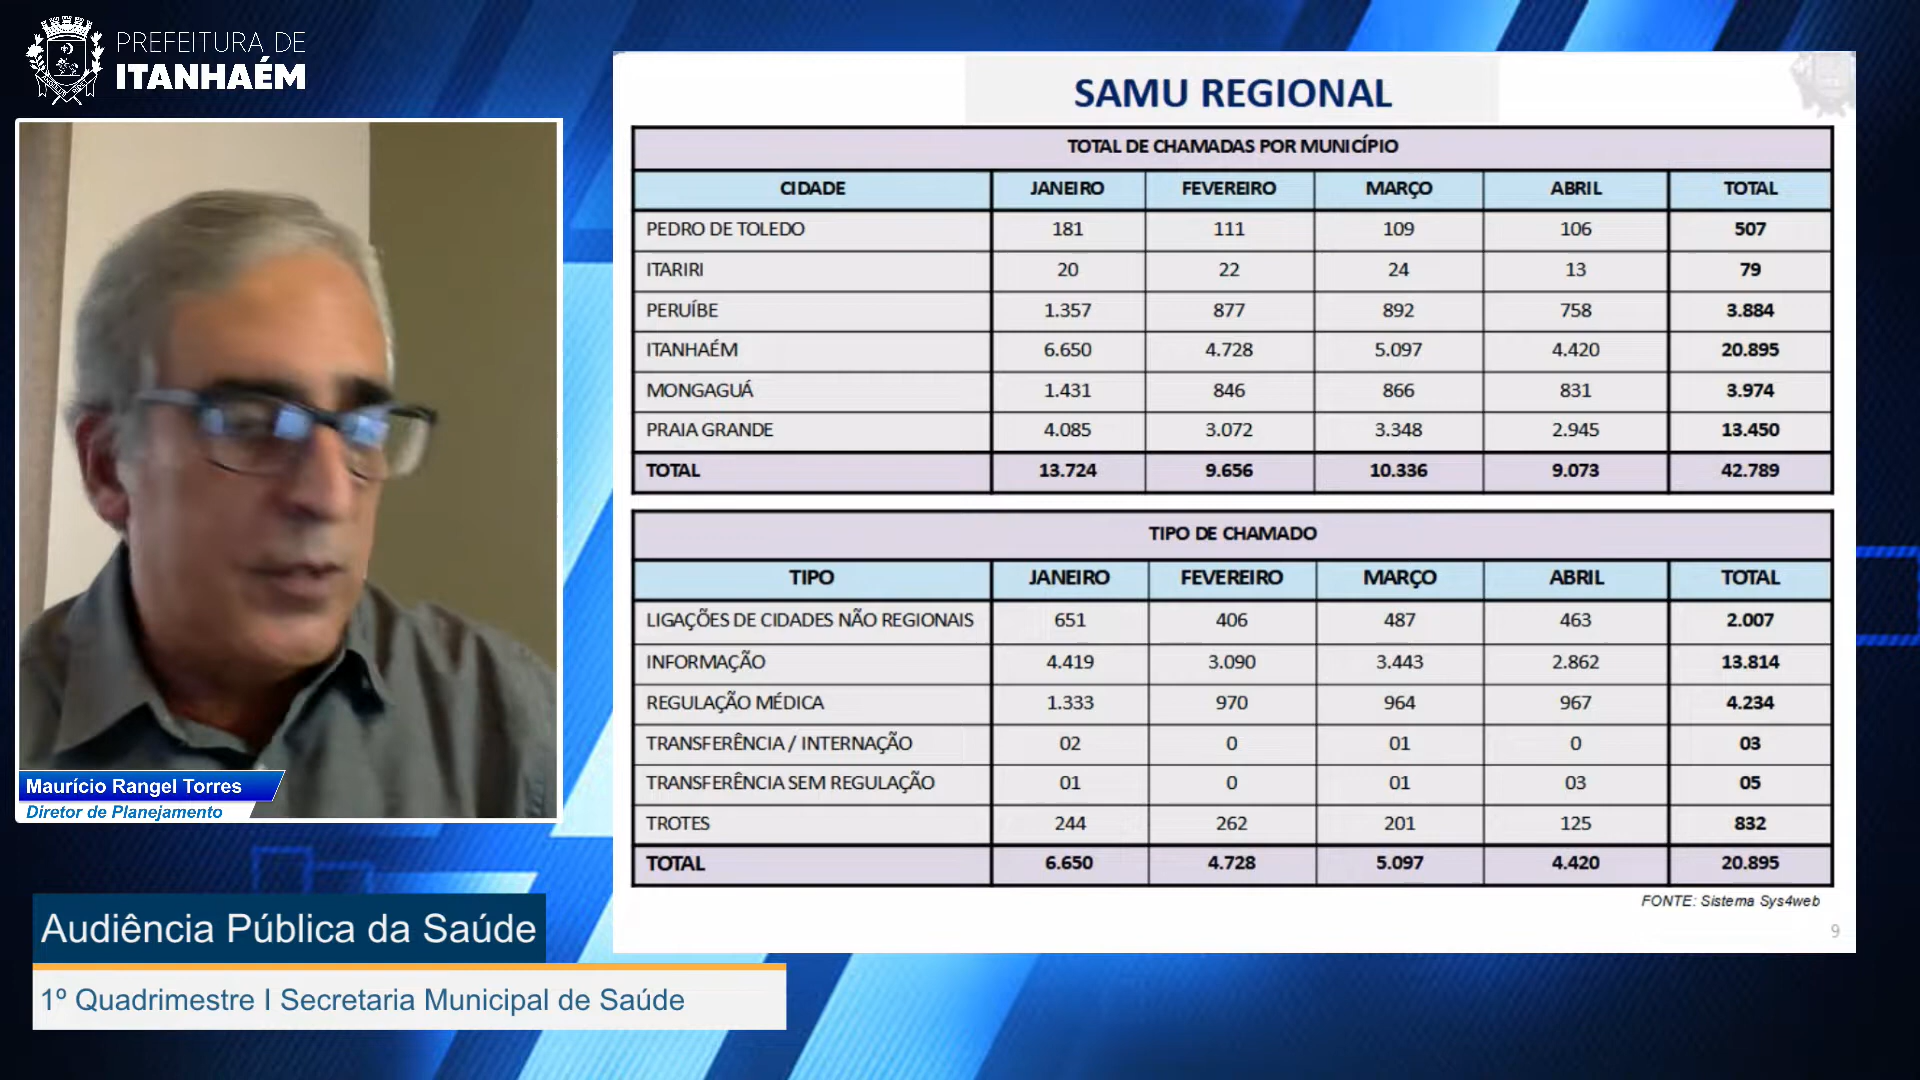 PREFEITURA DE
ITANHAÉM
SAMU REGIONAL
TOTAL DE CHAMADAS POR MUNICÍPIO
CIDADE JANEIRO FEVEREIRO MARÇO ABRIL TOTAL
PEDRO DE TOLEDO 181 111 109 106 507
ITARIRI 20 22 24 13 79
PERUÍBE 1.357 877 892 758 3.884
ITANHAÉM 6.650 4.728 5.097 4.420 20.895
MONGAGUÁ 1.431 846 866 831 3.974
PRAIA GRANDE 4.085 3.072 3.348 2.945 13.450
TOTAL 13.724 9.656 10.336 9.073 42.789
TIPO DE CHAMADO
TIPO JANEIRO FEVEREIRO MARÇO ABRIL TOTAL
LIGAÇÕES DE CIDADES NÃO REGIONAIS 651 406 487 463 2.007
INFORMAÇÃO 4.419 3.090 3.443 2.862 13.814
REGULAÇÃO MÉDICA 1.333 970 964 967 4.234
TRANSFERÊNCIA / INTERNAÇÃO 02 0 01 0 03
TRANSFERÊNCIA SEM REGULAÇÃO 01 0 01 03 05
TROTES 244 262 201 125 832
TOTAL 6.650 4.728 5.097 4.420 20.895
FONTE: Sistema Sys4web
9
Maurício Rangel Torres
Diretor de Planejamento
Audiência Pública da Saúde
1º Quadrimestre I Secretaria Municipal de Saúde